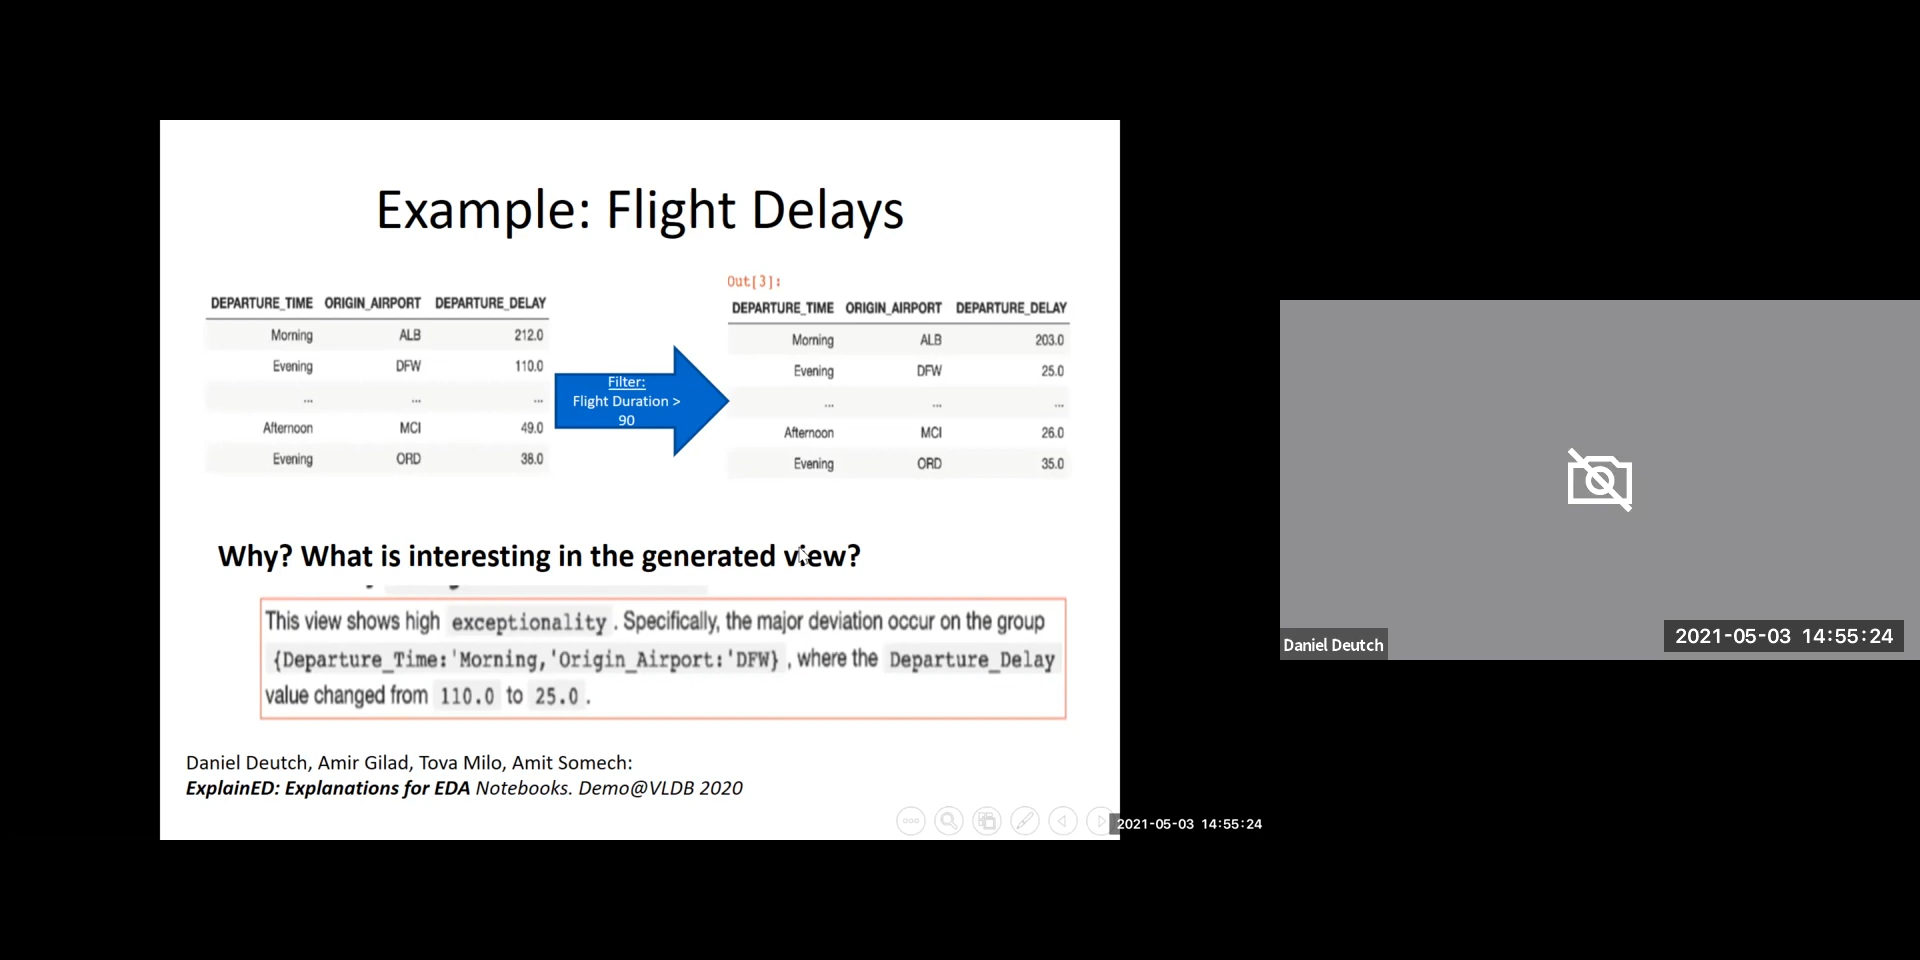 Example: Flight Delays
DEPARTURE_TIME ORIGIN_AIRPORT DEPARTURE_DELAY
Morning ALB 212.0
Evening DFW 110.0
... ... ...
Afternoon MCI 49.0
Evening ORD 38.0
Filter:
Flight Duration >
90
Out[3]:
DEPARTURE_TIME ORIGIN_AIRPORT DEPARTURE_DELAY
Morning ALB 203.0
Evening DFW 25.0
... ... ...
Afternoon MCI 26.0
Evening ORD 35.0
Why? What is interesting in the generated view?
This view shows high exceptionality . Specifically, the major deviation occur on the group
{Departure_Time:'Morning,'Origin_Airport:'DFW} , where the Departure_Delay
value changed from 110.0 to 25.0 .
Daniel Deutch, Amir Gilad, Tova Milo, Amit Somech:
ExplainED: Explanations for EDA Notebooks. Demo@VLDB 2020
2021-05-03 14:55:24
Daniel Deutch
2021-05-03 14:55:24